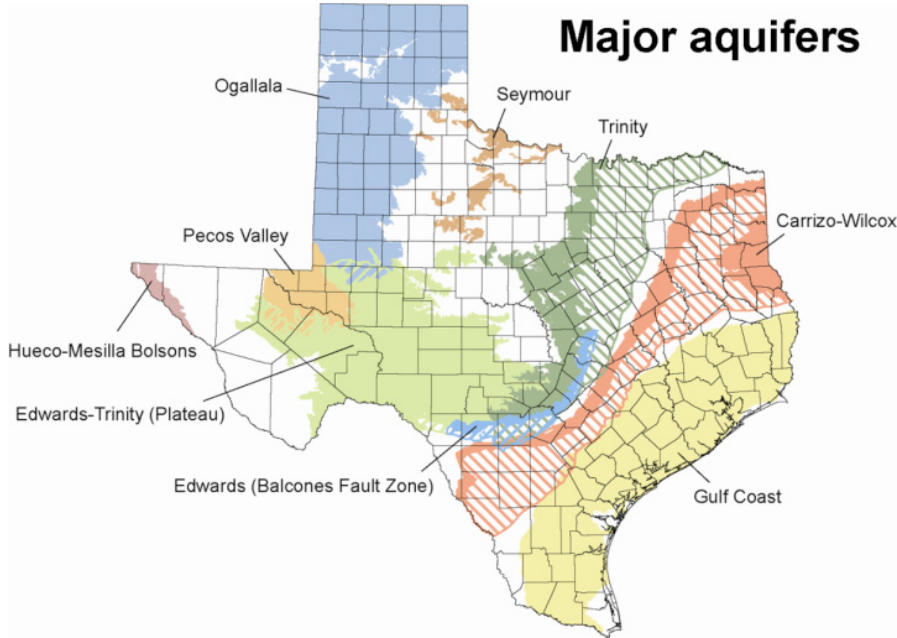 Major aquifers
Ogallala
Seymour
Trinity
Carrizo-Wilcox
Pecos Valley
Hueco-Mesilla Bolsons
Edwards-Trinity (Plateau)
Edwards (Balcones Fault Zone)
Gulf Coast